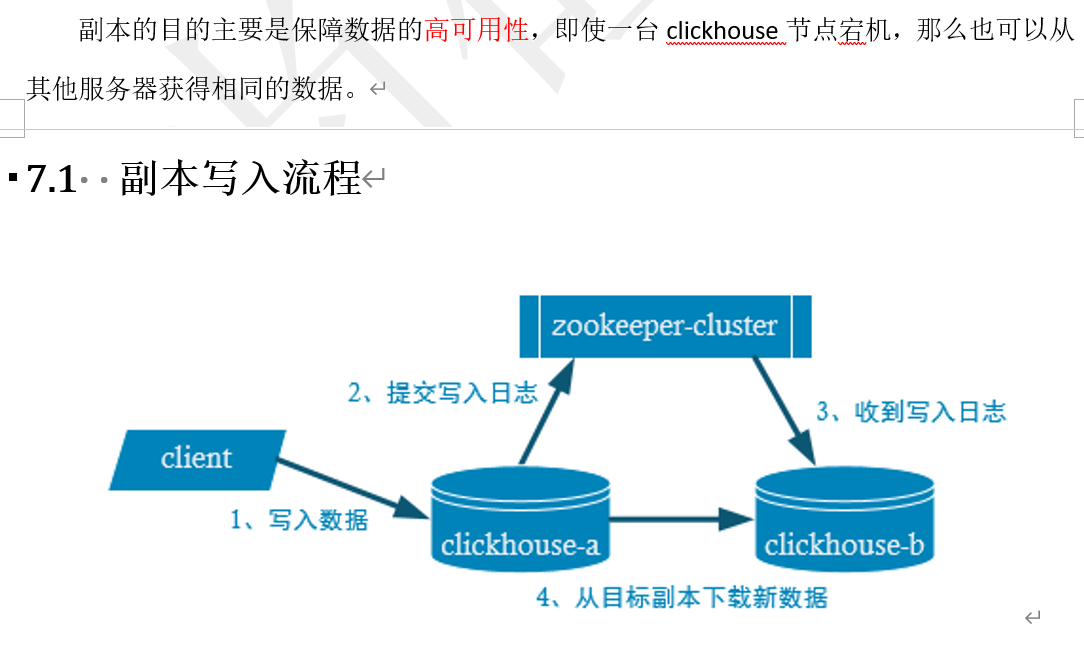 副本的目的主要是保障数据的高可用性，即使一台 clickhouse 节点宕机，那么也可以从
其他服务器获得相同的数据。
7.1 副本写入流程
zookeeper-cluster
2、提交写入日志
3、收到写入日志
client
1、写入数据
clickhouse-a
clickhouse-b
4、从目标副本下载新数据